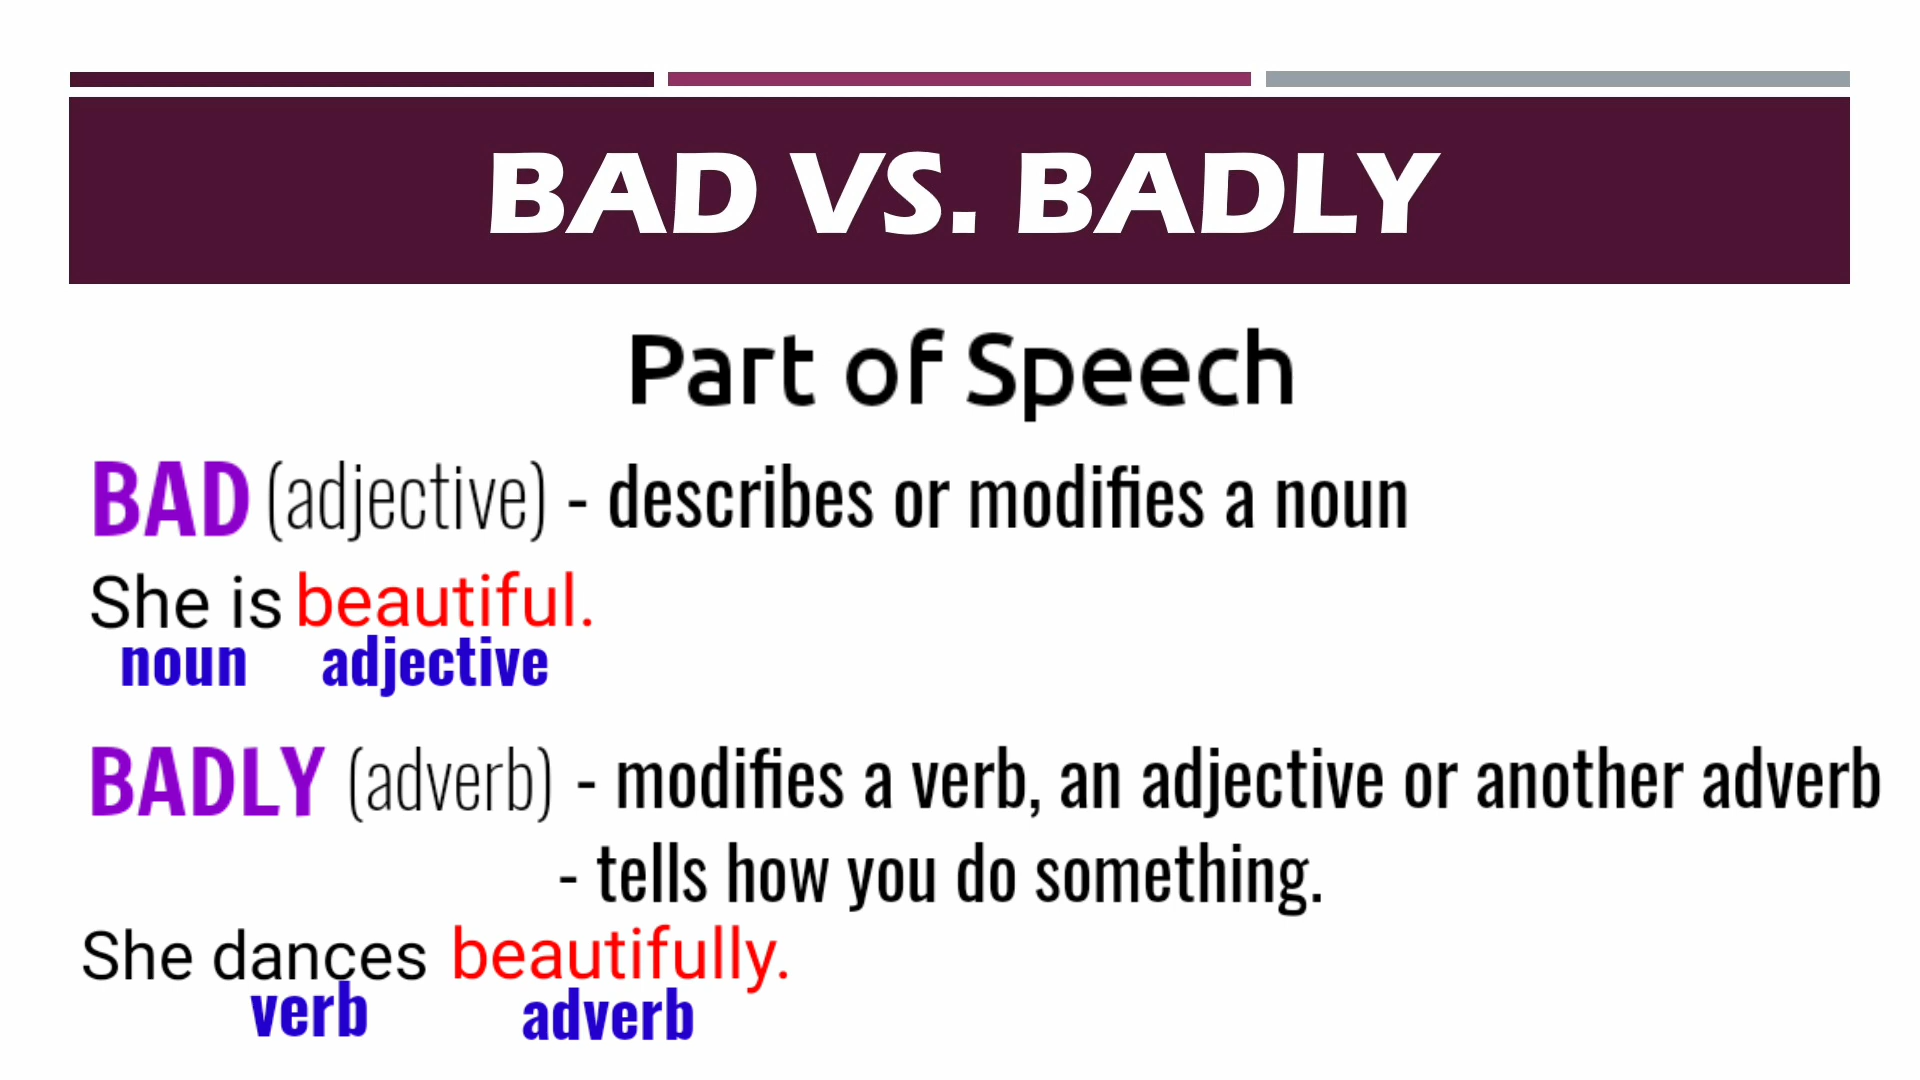 BAD VS. BADLY
Part of Speech
BAD (adjective) - describes or modifies a noun
She is beautiful.
noun adjective
BADLY (adverb) - modifies a verb, an adjective or another adverb
- tells how you do something.
She dances beautifully.
verb adverb